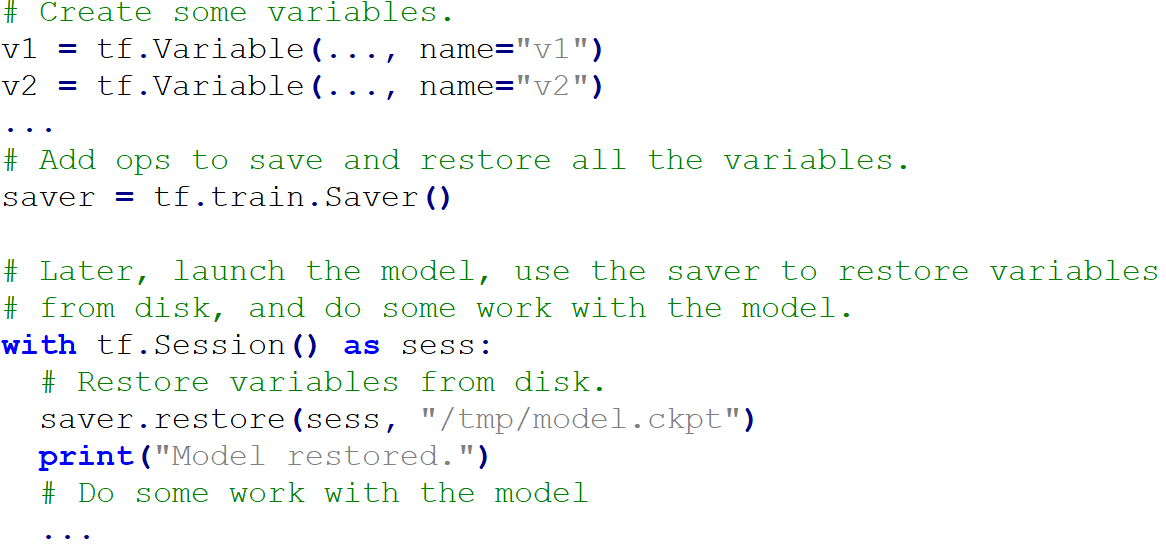 # Create some variables.
v1 = tf.Variable(..., name="v1")
v2 = tf.Variable(..., name="v2")
...
# Add ops to save and restore all the variables.
saver = tf.train.Saver()
# Later, launch the model, use the saver to restore variables
# from disk, and do some work with the model.
with tf.Session() as sess:
  # Restore variables from disk.
  saver.restore(sess, "/tmp/model.ckpt")
  print("Model restored.")
  # Do some work with the model
  ...